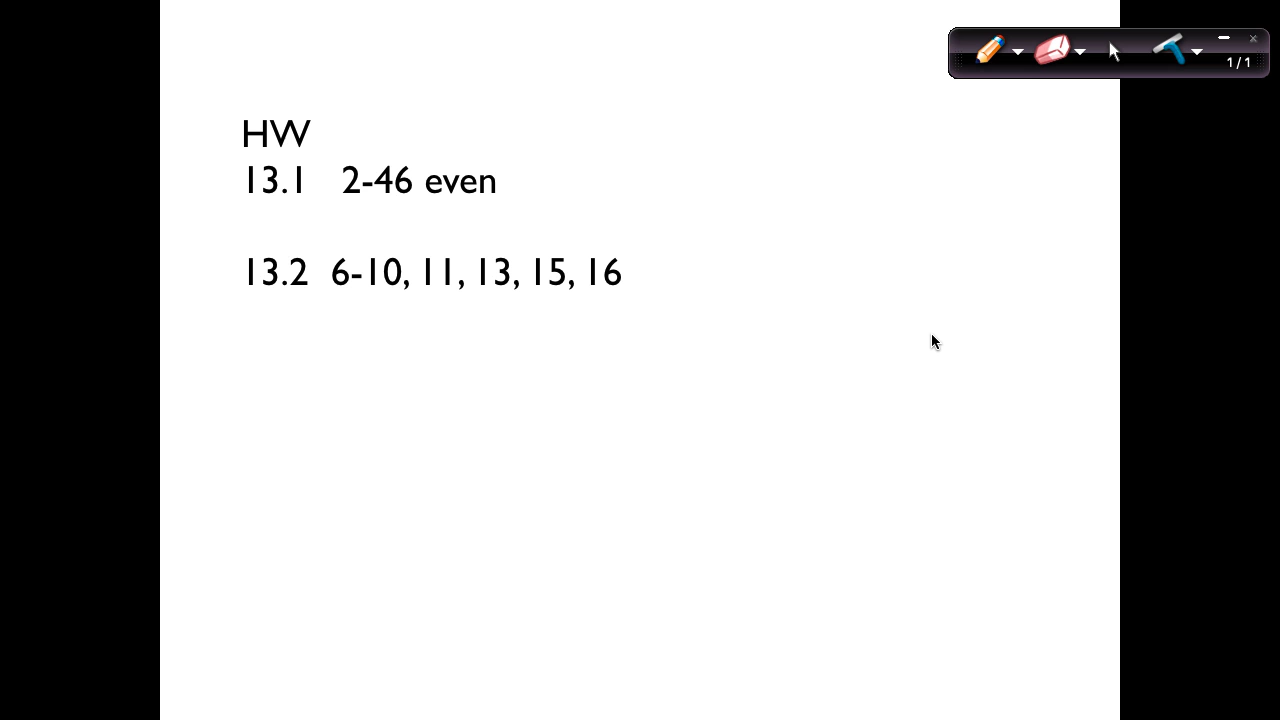 1/1
HW
13.1 2-46 even
13.2 6-10, 11, 13, 15, 16